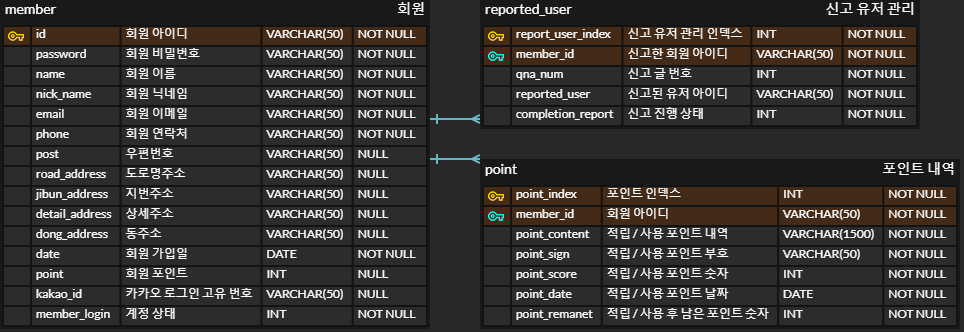 member 회원
id 회원 아이디 VARCHAR(50) NOT NULL
password 회원 비밀번호 VARCHAR(50) NOT NULL
name 회원 이름 VARCHAR(50) NOT NULL
nick_name 회원 닉네임 VARCHAR(50) NOT NULL
email 회원 이메일 VARCHAR(50) NOT NULL
phone 회원 연락처 VARCHAR(50) NOT NULL
post 우편번호 VARCHAR(50) NULL
road_address 도로명주소 VARCHAR(50) NULL
jibun_address 지번주소 VARCHAR(50) NULL
detail_address 상세주소 VARCHAR(50) NULL
dong_address 동주소 VARCHAR(50) NULL
date 회원 가입일 DATE NOT NULL
point 회원 포인트 INT NULL
kakao_id 카카오 로그인 고유 번호 VARCHAR(50) NULL
member_login 계정 상태 INT NOT NULL
reported_user 신고 유저 관리
report_user_index 신고 유저 관리 인덱스 INT NOT NULL
member_id 신고한 회원 아이디 VARCHAR(50) NOT NULL
qna_num 신고 글 번호 INT NOT NULL
reported_user 신고된 유저 아이디 VARCHAR(50) NOT NULL
completion_report 신고 진행 상태 INT NOT NULL
point 포인트 내역
point_index 포인트 인덱스 INT NOT NULL
member_id 회원 아이디 VARCHAR(50) NOT NULL
point_content 적립 / 사용 포인트 내역 VARCHAR(1500) NOT NULL
point_sign 적립 / 사용 포인트 부호 VARCHAR(50) NOT NULL
point_score 적립 / 사용 포인트 숫자 INT NOT NULL
point_date 적립 / 사용 포인트 날짜 DATE NOT NULL
point_remanet 적립 / 사용 후 남은 포인트 숫자 INT NOT NULL